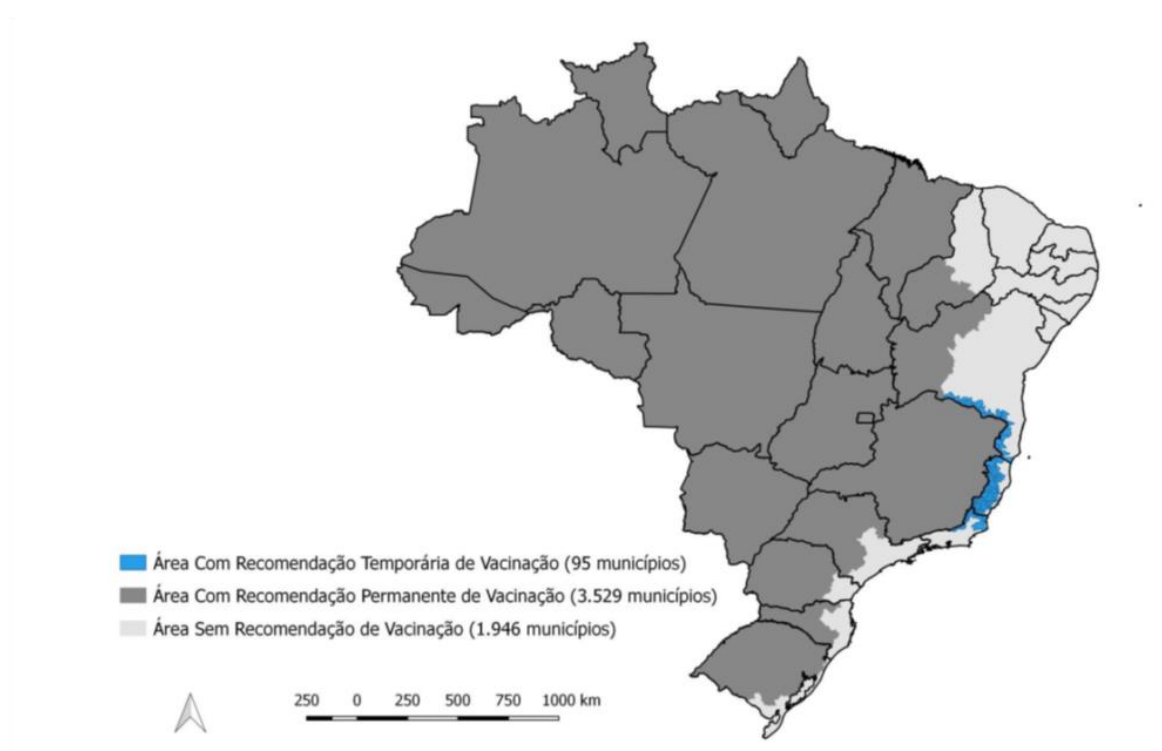 Área Com Recomendação Temporária de Vacinação (95 municípios)
Área Com Recomendação Permanente de Vacinação (3.529 municípios)
Área Sem Recomendação de Vacinação (1.946 municípios)
250 0 250 500 750 1000 km